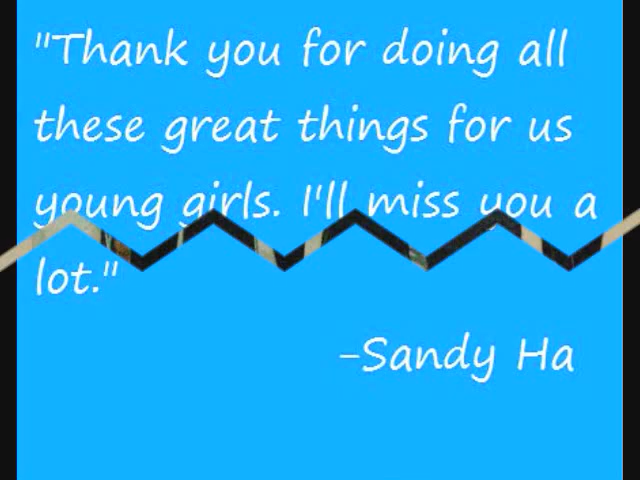 "Thank you for doing all
these great things for us
young girls. I'll miss you a
lot."
-Sandy Ha